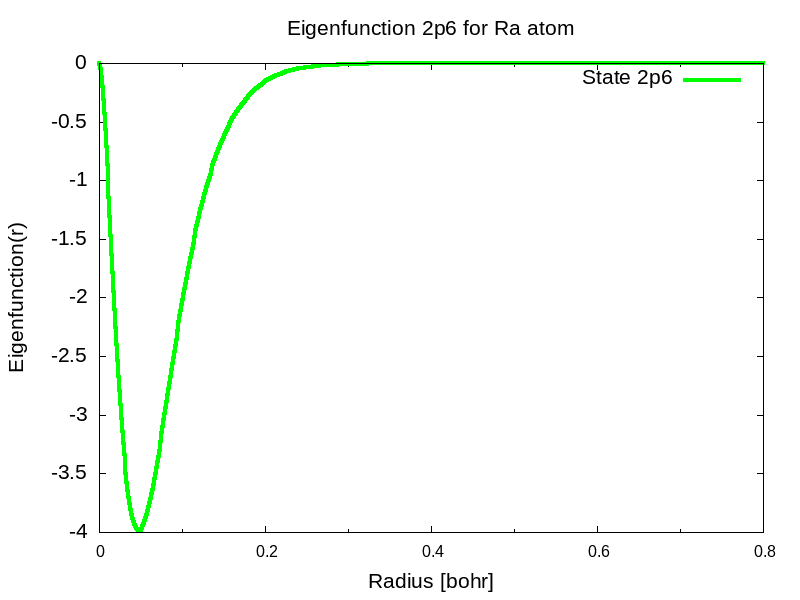 Eigenfunction 2p6 for Ra atom
State 2p6
0
-0.5
-1
-1.5
-2
-2.5
-3
-3.5
-4
Eigenfunction(r)
0 0.2 0.4 0.6 0.8
Radius [bohr]